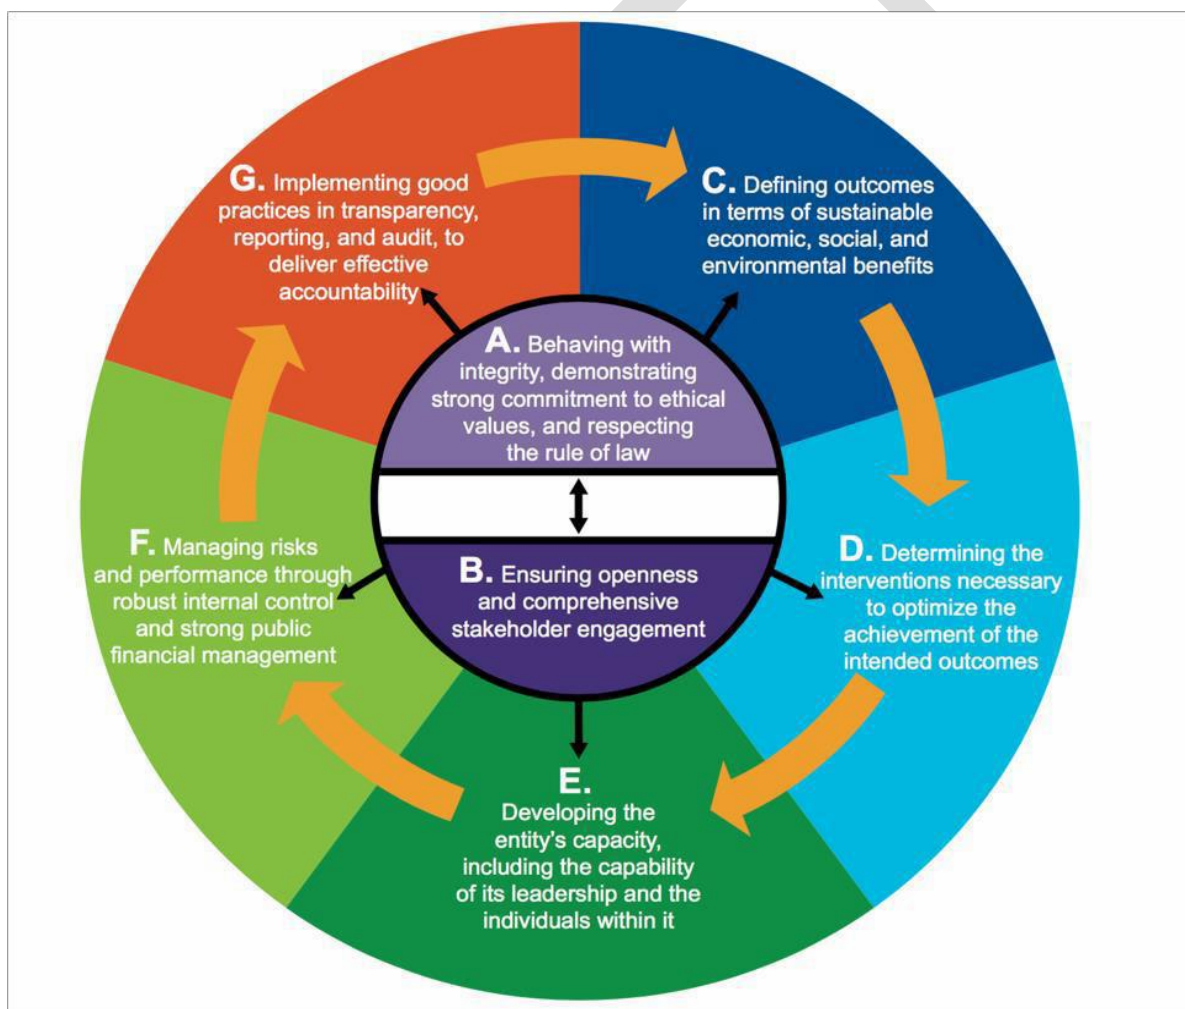 G. Implementing good
practices in transparency,
reporting, and audit, to
deliver effective
accountability
C. Defining outcomes
in terms of sustainable
economic, social, and
environmental benefits
A. Behaving with
integrity, demonstrating
strong commitment to ethical
values, and respecting
the rule of law
B. Ensuring openness
and comprehensive
stakeholder engagement
D. Determining the
interventions necessary
to optimize the
achievement of the
intended outcomes
E.
Developing the
entity's capacity,
including the capability
of its leadership and the
individuals within it
F. Managing risks
and performance through
robust internal control
and strong public
financial management